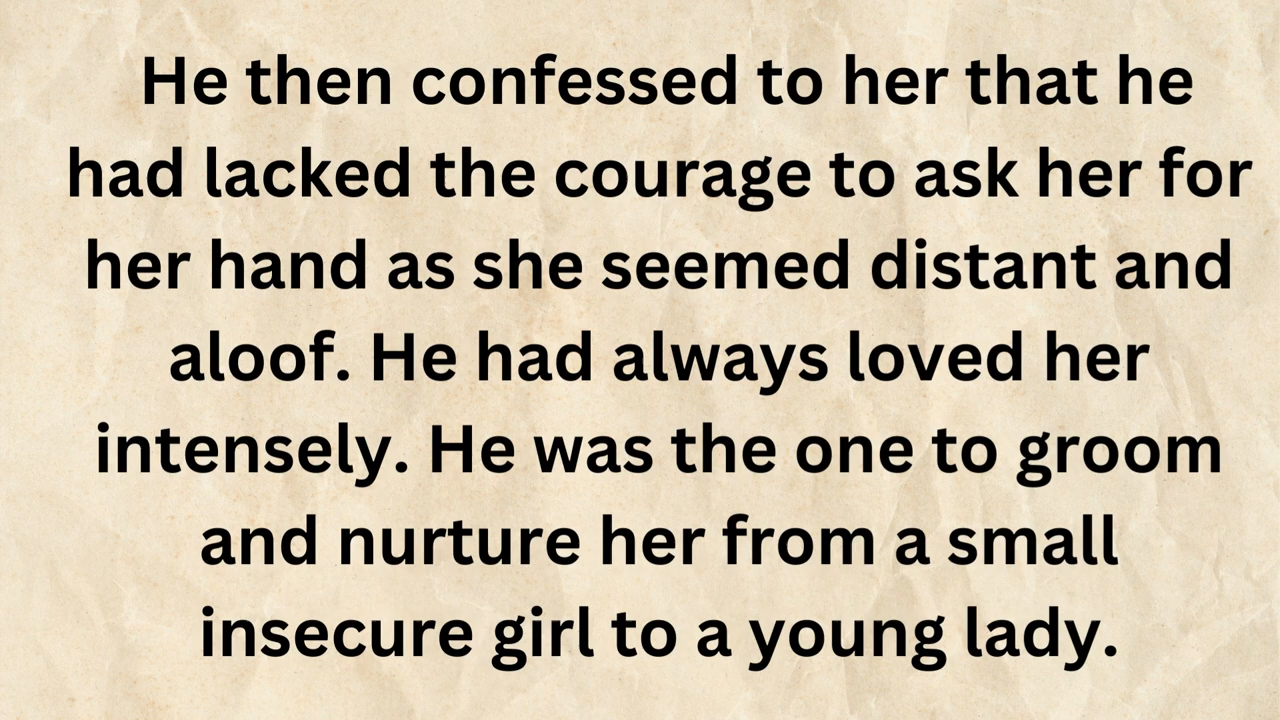 He then confessed to her that he
had lacked the courage to ask her for
her hand as she seemed distant and
aloof. He had always loved her
intensely. He was the one to groom
and nurture her from a small
insecure girl to a young lady.